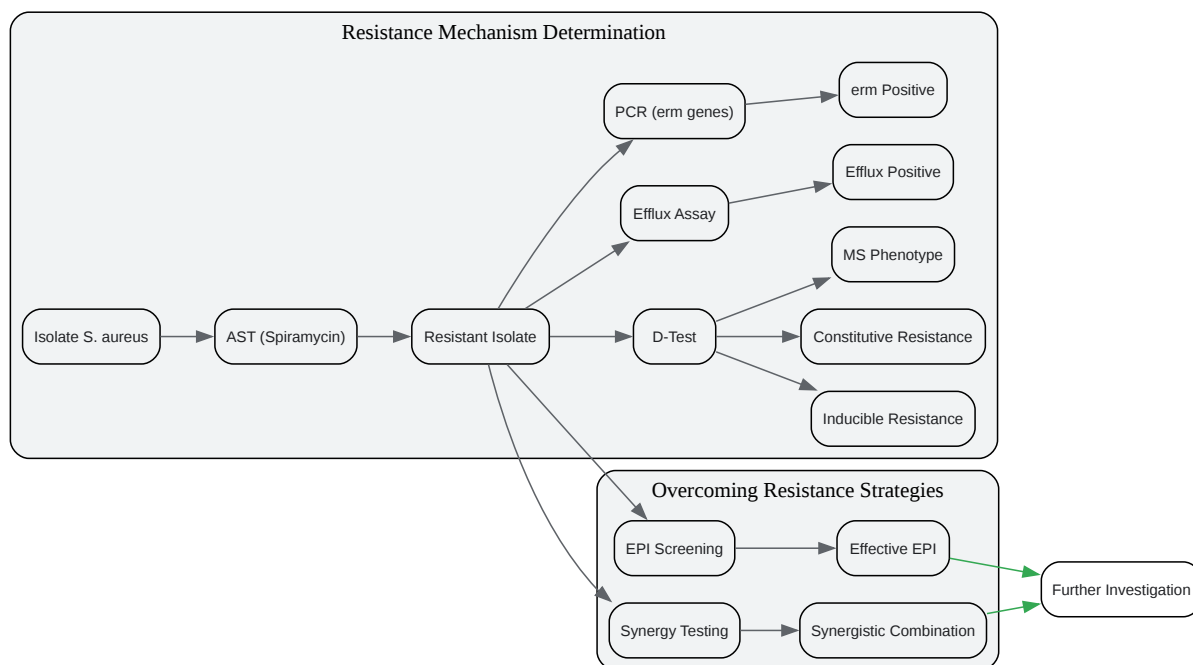 Resistance Mechanism Determination
erm Positive
PCR (erm genes)
Efflux Positive
Efflux Assay
MS Phenotype
Isolate S. aureus
AST (Spiramycin)
Resistant Isolate
D-Test
Constitutive Resistance
Inducible Resistance
Overcoming Resistance Strategies
EPI Screening
Effective EPI
Further Investigation
Synergy Testing
Synergistic Combination